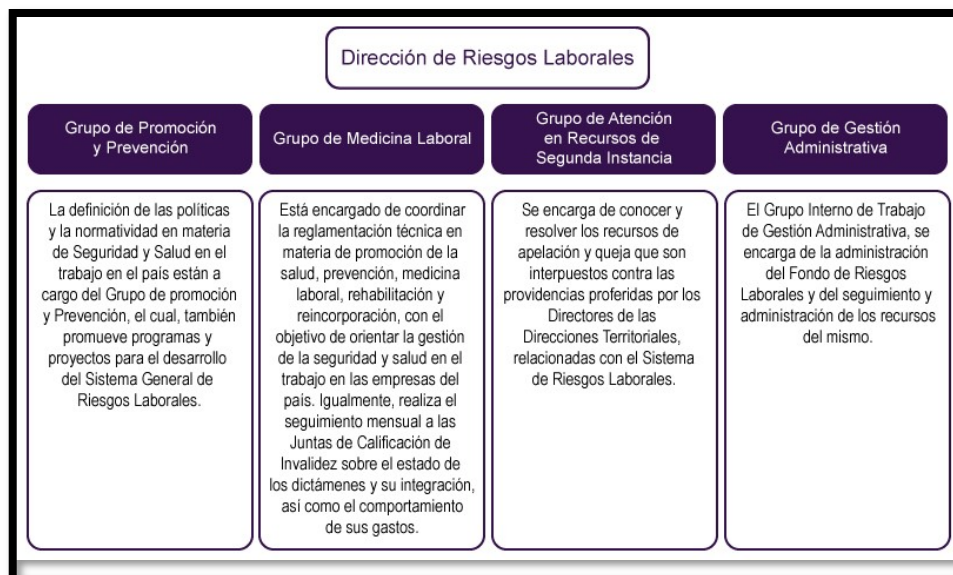 Dirección de Riesgos Laborales
Grupo de Promoción
y Prevención
La definición de las políticas
y la normatividad en materia
de Seguridad y Salud en el
trabajo en el país están a
cargo del Grupo de promoción
y Prevención, el cual, también
promueve programas y
proyectos para el desarrollo
del Sistema General de
Riesgos Laborales.
Grupo de Medicina Laboral
Está encargado de coordinar
la reglamentación técnica en
materia de promoción de la
salud, prevención, medicina
laboral, rehabilitación y
reincorporación, con el
objetivo de orientar la gestión
de la seguridad y salud en el
trabajo en las empresas del
país. Igualmente, realiza el
seguimiento mensual a las
Juntas de Calificación de
Invalidez sobre el estado de
los dictámenes y su integración,
así como el comportamiento
de sus gastos.
Grupo de Atención
en Recursos de
Segunda Instancia
Se encarga de conocer y
resolver los recursos de
apelación y queja que son
interpuestos contra las
providencias proferidas por los
Directores de las
Direcciones Territoriales,
relacionadas con el Sistema
de Riesgos Laborales.
Grupo de Gestión
Administrativa
El Grupo Interno de Trabajo
de Gestión Administrativa, se
encarga de la administración
del Fondo de Riesgos
Laborales y del seguimiento y
administración de los recursos
del mismo.